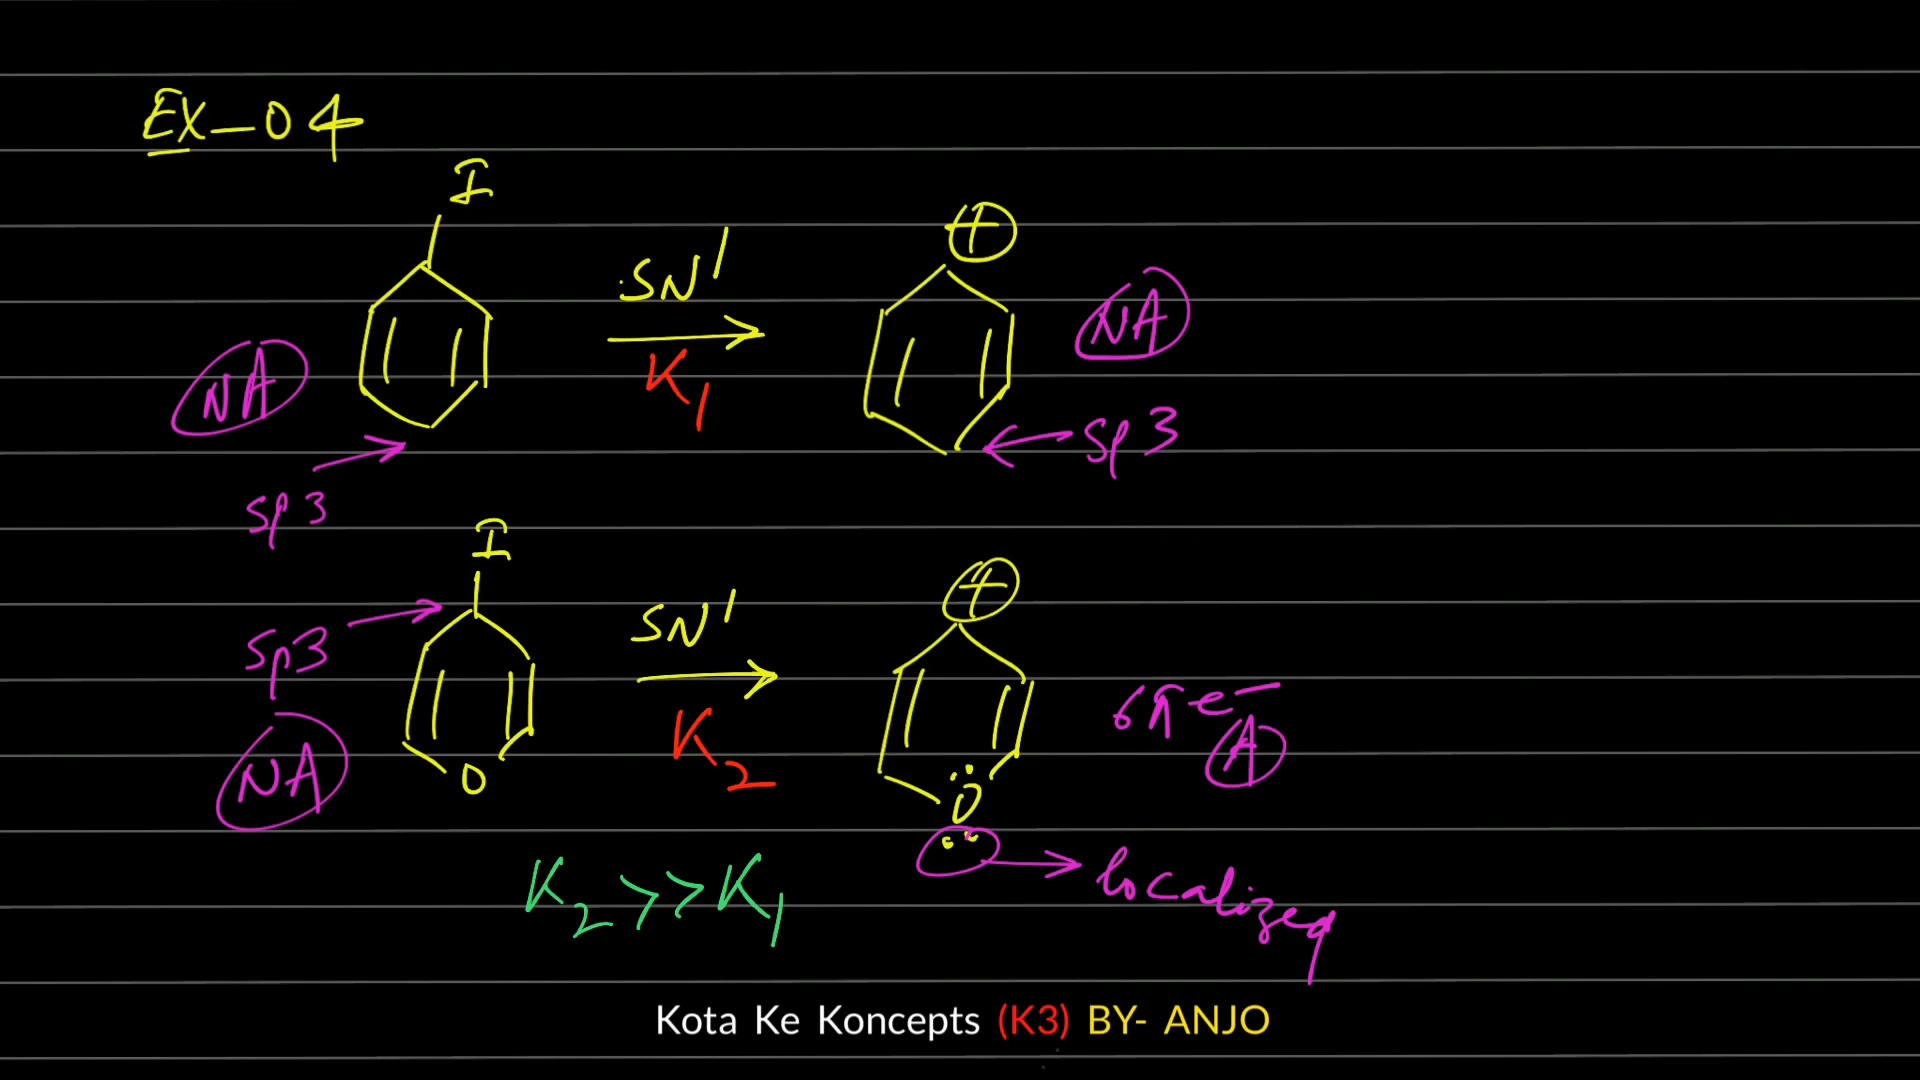 EX-04
I
SN1
K1
⊕
NA
NA
sp3
sp3
I
sp3
SN1
K2
⊕
NA
O
6πe-
A
O
localized
K2 >> K1
Kota Ke Koncepts (K3) BY- ANJO